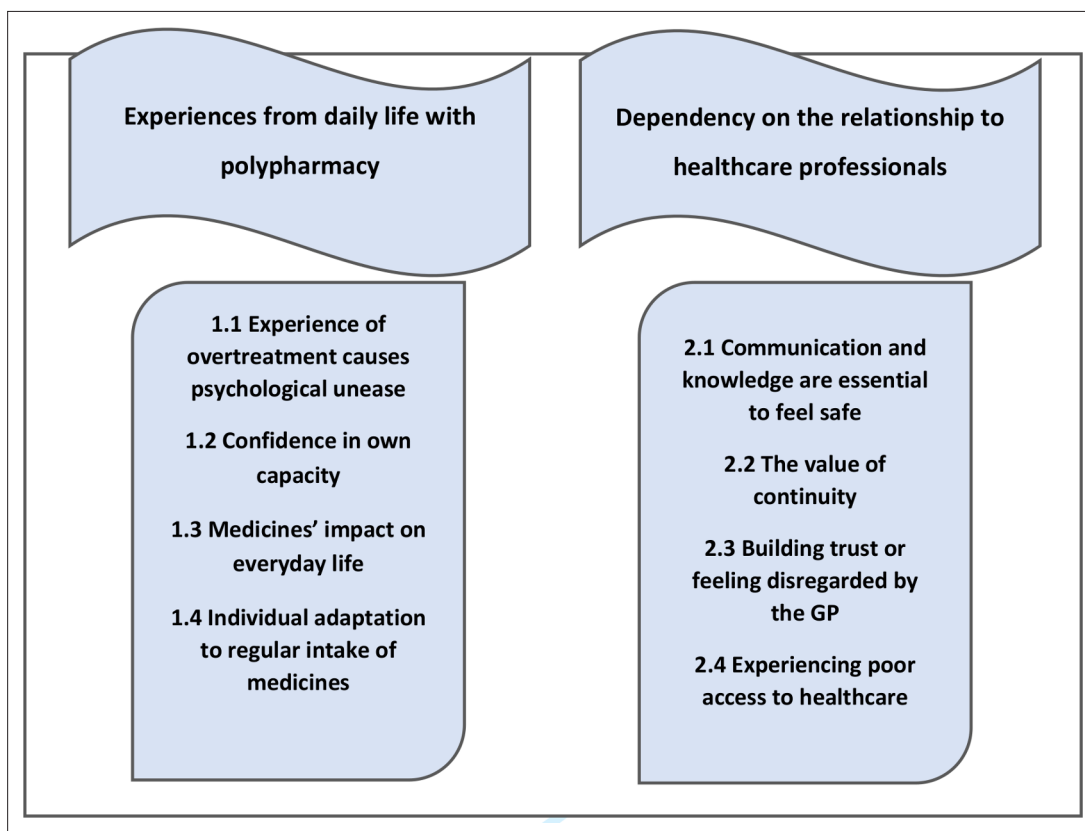 Experiences from daily life with
polypharmacy
1.1 Experience of
overtreatment causes
psychological unease
1.2 Confidence in own
capacity
1.3 Medicines’ impact on
everyday life
1.4 Individual adaptation
to regular intake of
medicines
Dependency on the relationship to
healthcare professionals
2.1 Communication and
knowledge are essential
to feel safe
2.2 The value of
continuity
2.3 Building trust or
feeling disregarded by
the GP
2.4 Experiencing poor
access to healthcare